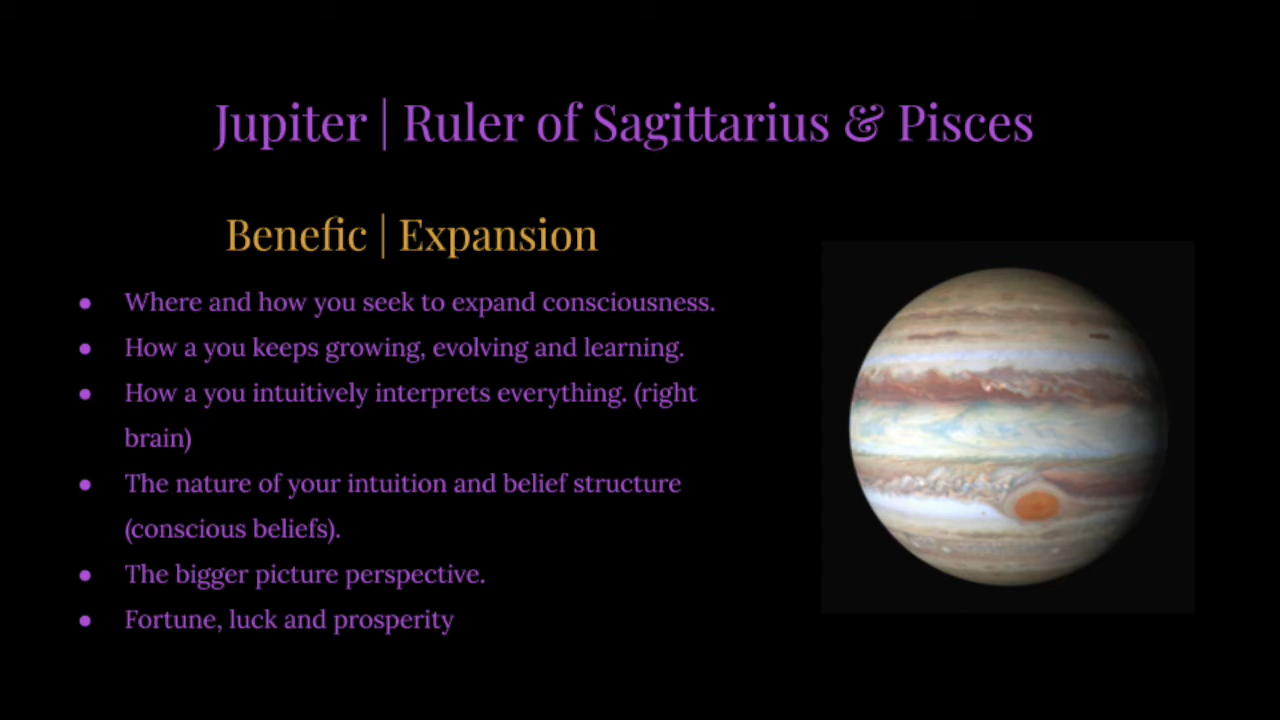 Jupiter | Ruler of Sagittarius & Pisces
Benefic | Expansion
● Where and how you seek to expand consciousness.
● How a you keeps growing, evolving and learning.
● How a you intuitively interprets everything. (right
brain)
● The nature of your intuition and belief structure
(conscious beliefs).
● The bigger picture perspective.
● Fortune, luck and prosperity